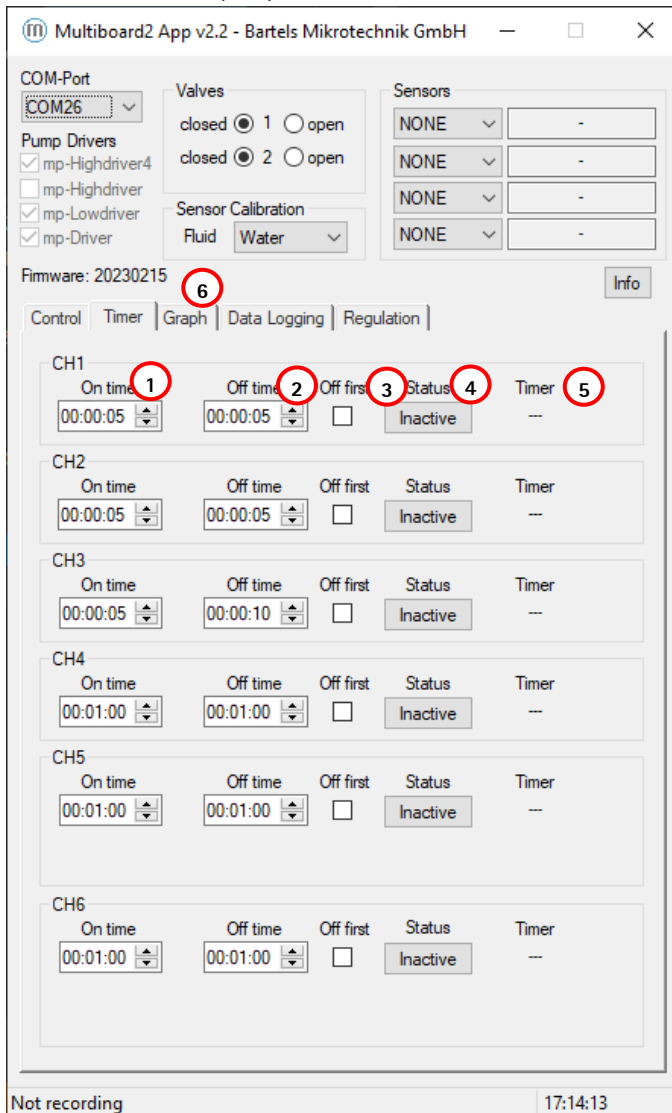 Multiboard2 App v2.2 - Bartels Mikrotechnik GmbH
COM-Port
COM26
Pump Drivers
mp-Highdriver4
mp-Highdriver
mp-Lowdriver
mp-Driver
Valves
closed 1 open
closed 2 open
Sensor Calibration
Fluid Water
Sensors
NONE -
NONE -
NONE -
NONE -
Firmware: 20230215
Info
6
Control Timer Graph Data Logging Regulation
CH1
On time 1 Off time 2 Off first 3 Status 4 Timer 5
00:00:05 00:00:05 Inactive ---
CH2
On time Off time Off first Status Timer
00:00:05 00:00:05 Inactive ---
CH3
On time Off time Off first Status Timer
00:00:05 00:00:10 Inactive ---
CH4
On time Off time Off first Status Timer
00:01:00 00:01:00 Inactive ---
CH5
On time Off time Off first Status Timer
00:01:00 00:01:00 Inactive ---
CH6
On time Off time Off first Status Timer
00:01:00 00:01:00 Inactive ---
Not recording 17:14:13